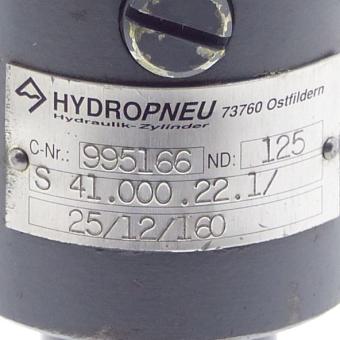 HYDROPNEU 73760 Ostfildern
Hydraulik-Zylinder
C-Nr.: 995166 ND: 125
S 41.000.22.1/
25/12/160